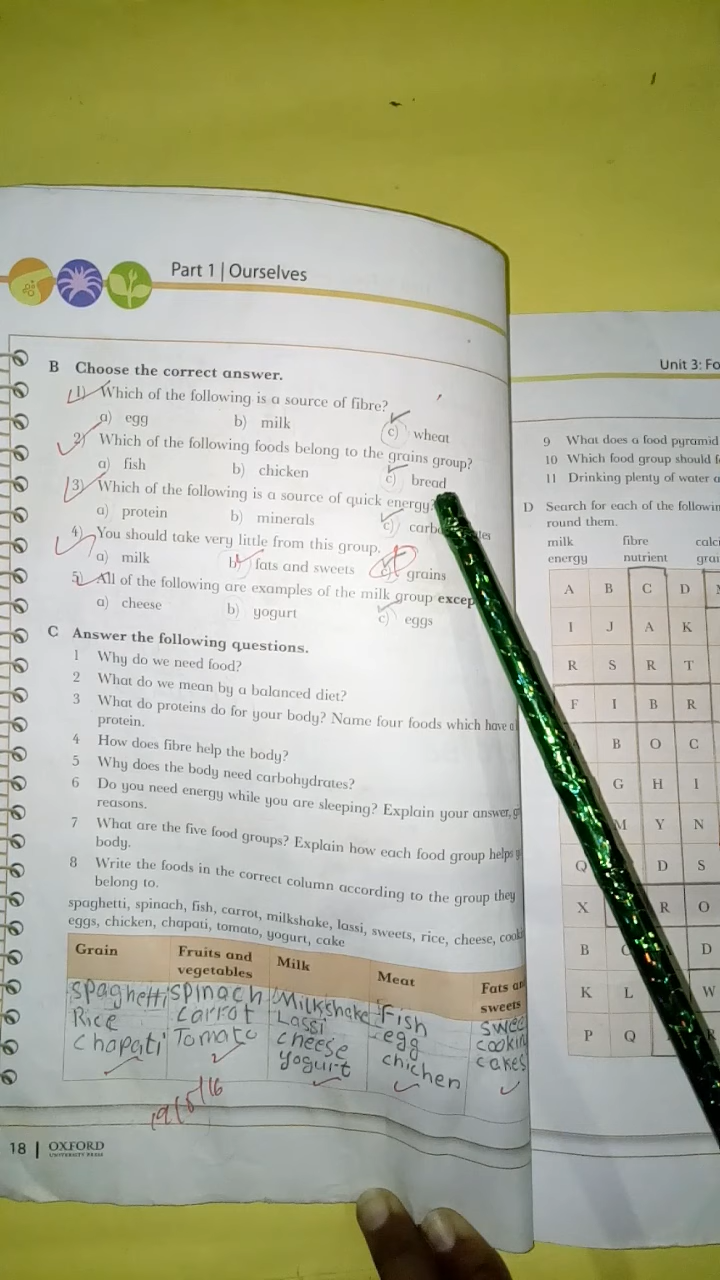 Part 1 | Ourselves
B Choose the correct answer.
1) Which of the following is a source of fibre?
a) egg b) milk c) wheat
2) Which of the following foods belong to the grains group?
a) fish b) chicken c) bread
3) Which of the following is a source of quick energy?
a) protein b) minerals c)
4) You should take very little from this group.
a) milk b) fats and sweets c) grains
5) All of the following are examples of the milk group excep
a) cheese b) yogurt c) eggs
C Answer the following questions.
1 Why do we need food?
2 What do we mean by a balanced diet?
3 What do proteins do for your body? Name four foods which have a
protein.
4 How does fibre help the body?
5 Why does the body need carbohydrates?
6 Do you need energy while you are sleeping? Explain your answer, g
reasons.
7 What are the five food groups? Explain how each food group helps y
body.
8 Write the foods in the correct column according to the group they
belong to.
spaghetti, spinach, fish, carrot, milkshake, lassi, sweets, rice, cheese, cooki
eggs, chicken, chapati, tomato, yogurt, cake
Grain Fruits and vegetables Milk Meat Fats an sweets
Spaghetti Spinach Milkshake Fish Swee
Rice Carrot Lassi egg cookin
Chapati Tomato cheese chichen cakes
yogurt
19/5/16
18 | OXFORD
UNIVERSITY PRESS
Unit 3: Fo
9 What does a food pyramid
10 Which food group should f
11 Drinking plenty of water a
D Search for each of the followin
round them.
milk fibre calci
energy nutrient grai
A B C D
I J A K
R S R T
F I B R
B O C
G H I
M Y N
Q D S
X R O
B D
K L W
P Q